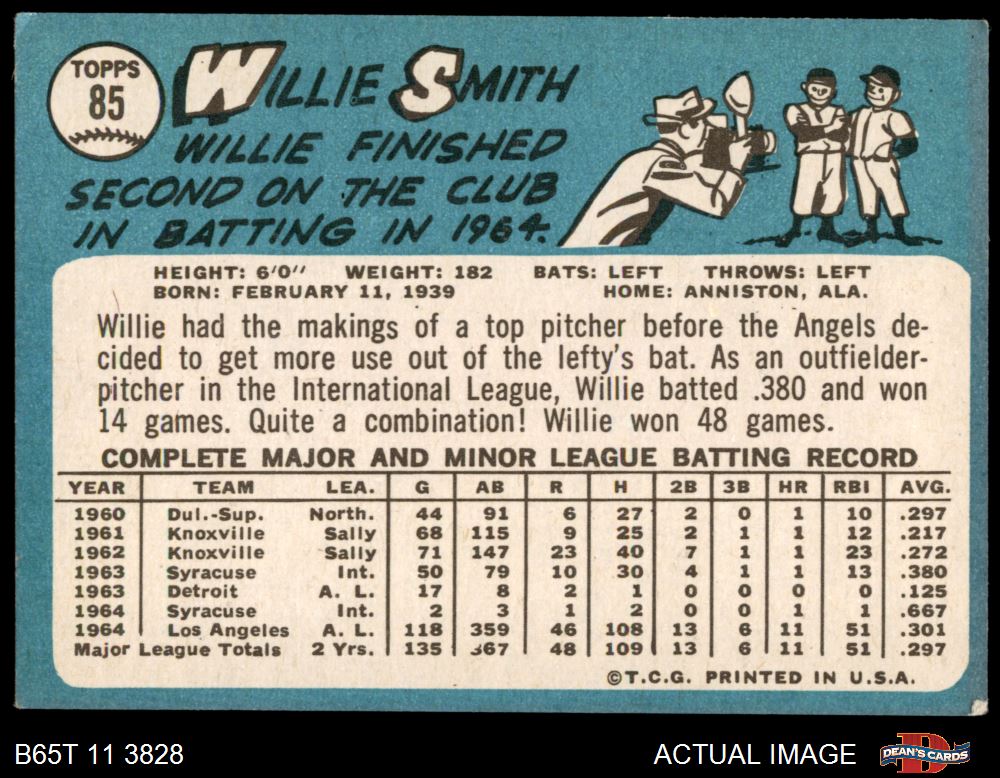 TOPPS
85
WILLIE SMITH
WILLIE FINISHED
SECOND ON THE CLUB
IN BATTING IN 1964.
HEIGHT: 6'0" WEIGHT: 182 BATS: LEFT THROWS: LEFT
BORN: FEBRUARY 11, 1939 HOME: ANNISTON, ALA.
Willie had the makings of a top pitcher before the Angels de-
cided to get more use out of the lefty's bat. As an outfielder-
pitcher in the International League, Willie batted .380 and won
14 games. Quite a combination! Willie won 48 games.
COMPLETE MAJOR AND MINOR LEAGUE BATTING RECORD
YEAR TEAM LEA. G AB R H 2B 3B HR RBI AVG.
1960 Dul.-Sup. North. 44 91 6 27 2 0 1 10 .297
1961 Knoxville Sally 68 115 9 25 2 1 1 12 .217
1962 Knoxville Sally 71 147 23 40 7 1 1 23 .272
1963 Syracuse Int. 50 79 10 30 4 1 1 13 .380
1963 Detroit A. L. 17 8 2 1 0 0 0 0 .125
1964 Syracuse Int. 2 3 1 2 0 0 1 1 .667
1964 Los Angeles A. L. 118 359 46 108 13 6 11 51 .301
Major League Totals 2 Yrs. 135 367 48 109 13 6 11 51 .297
©T.C.G. PRINTED IN U.S.A.
B65T 11 3828 ACTUAL IMAGE
DEAN'S CARDS